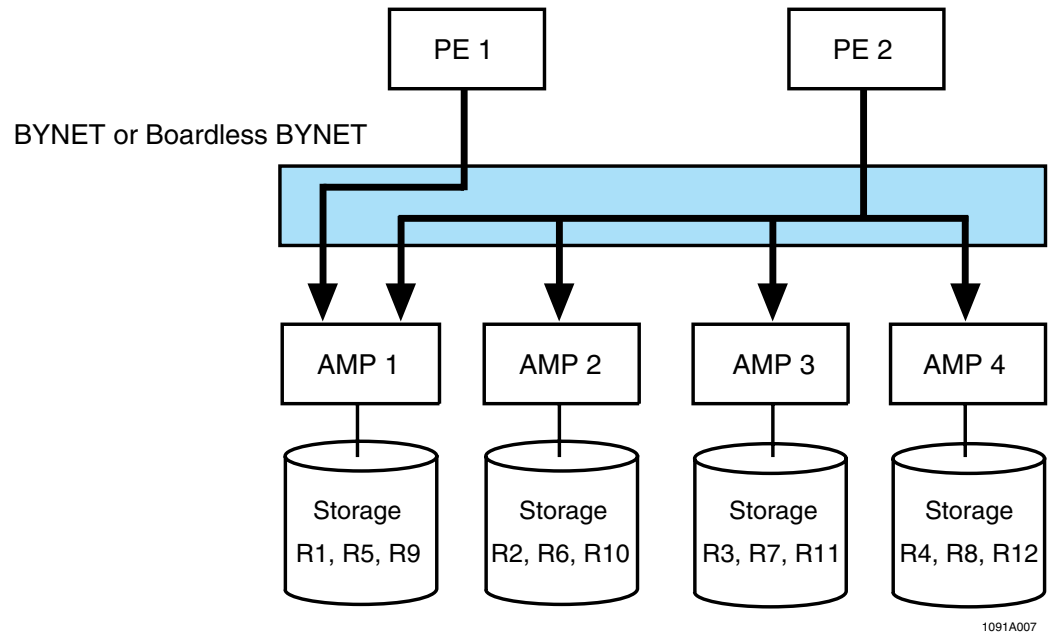 PE 1
PE 2
BYNET or Boardless BYNET
AMP 1
AMP 2
AMP 3
AMP 4
Storage
R1, R5, R9
Storage
R2, R6, R10
Storage
R3, R7, R11
Storage
R4, R8, R12
1091A007